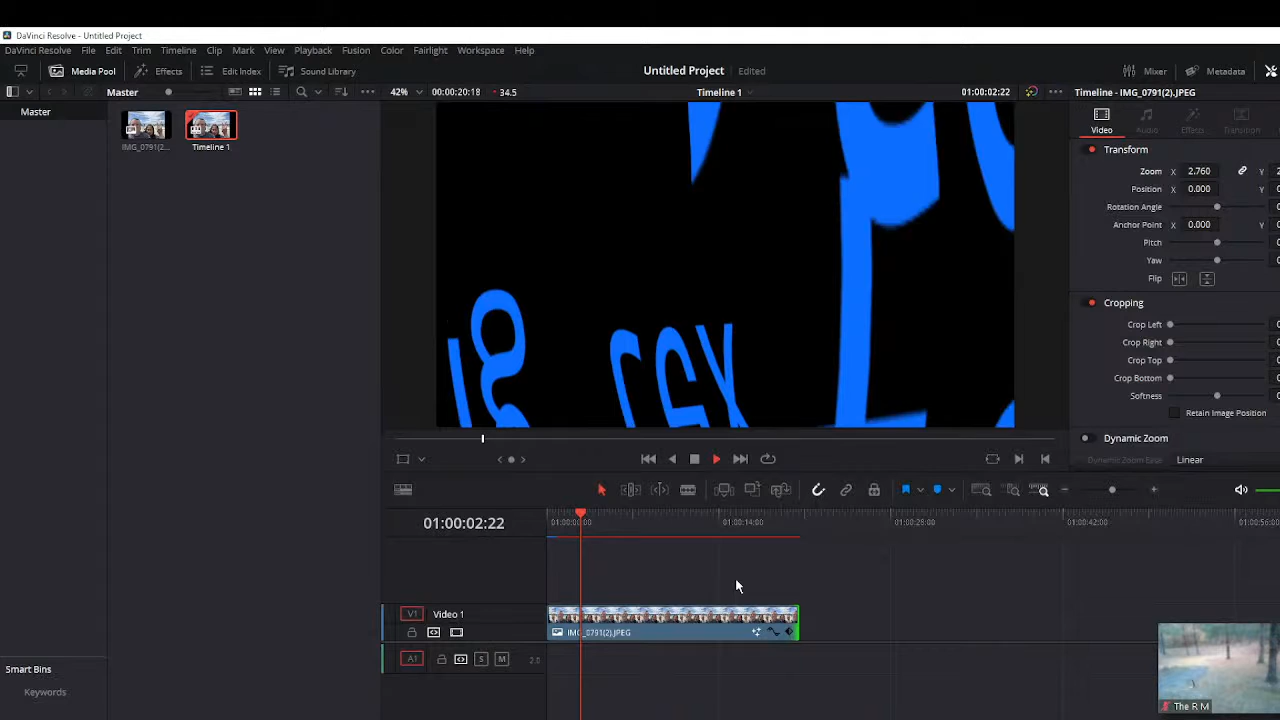 DaVinci Resolve - Untitled Project
DaVinci Resolve File Edit Trim Timeline Clip Mark View Playback Fusion Color Fairlight Workspace Help
Media Pool Effects Edit Index Sound Library Untitled Project Edited Mixer Metadata
Master 42% 00:00:20:18 34.5 Timeline 1 01:00:02:22 Timeline - IMG_0791(2).JPEG
Master
IMG_0791(2... Timeline 1
Video Audio Effects Transition
Transform
Zoom X 2.760 Y
Position X 0.000 Y
Rotation Angle
Anchor Point X 0.000 Y
Pitch
Yaw
Flip
Cropping
Crop Left
Crop Right
Crop Top
Crop Bottom
Softness
Retain Image Position
Dynamic Zoom
Dynamic Zoom Ease Linear
01:00:02:22
01:00:00:00 01:00:14:00 01:00:28:00 01:00:42:00 01:00:56:00
V1 Video 1
IMG_0791(2).JPEG
A1 S M 2.0
Smart Bins
Keywords
The R M